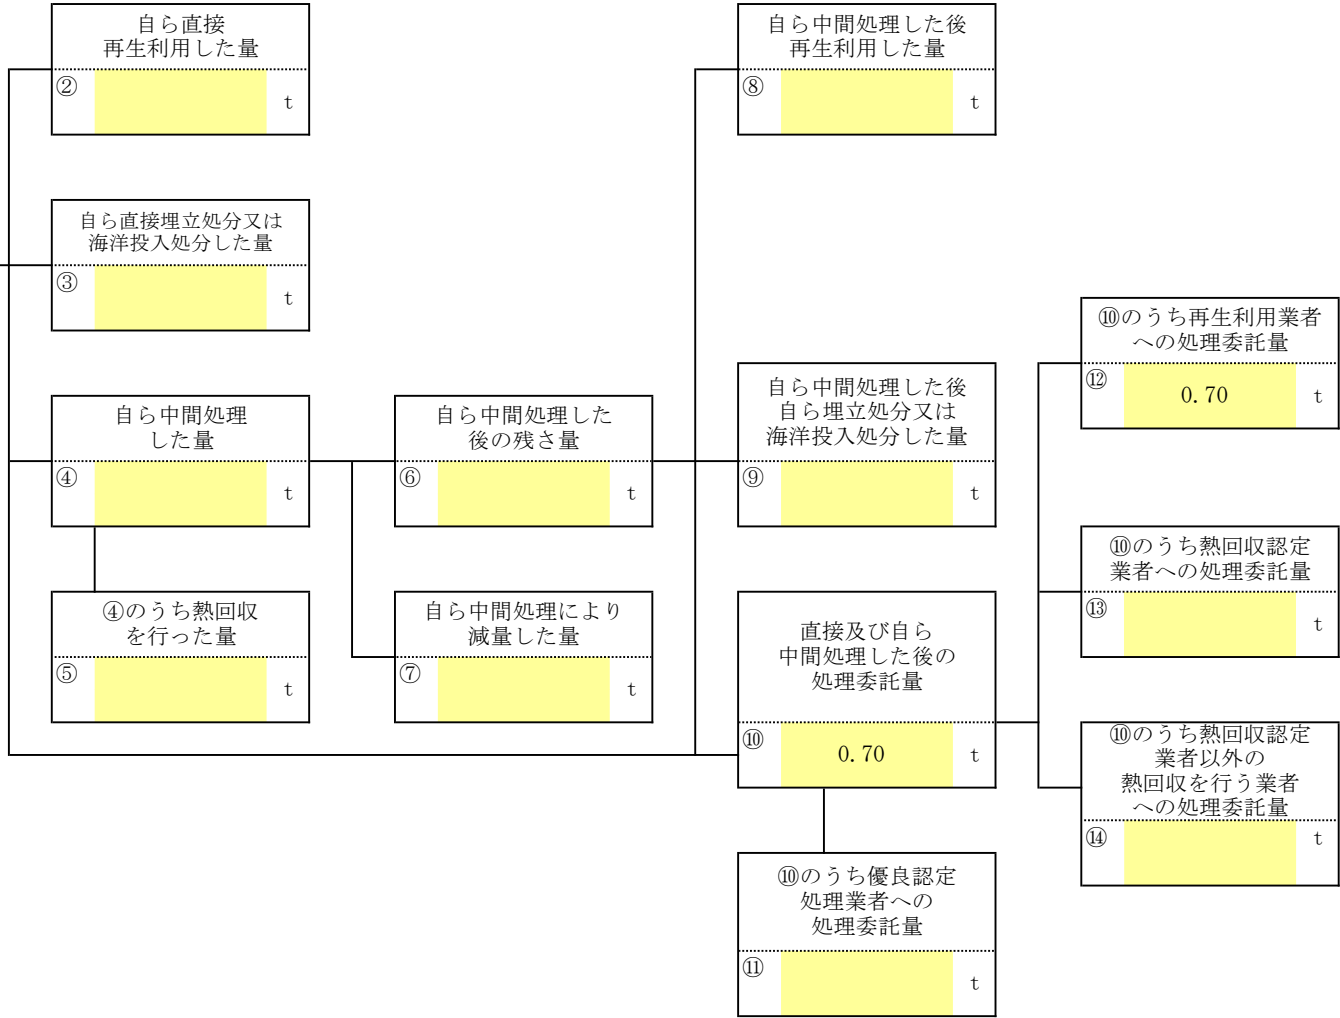 自ら直接
再生利用した量
②
t
自ら中間処理した後
再生利用した量
⑧
t
自ら直接埋立処分又は
海洋投入処分した量
③
t
⑩のうち再生利用業者
への処理委託量
⑫
0.70
t
自ら中間処理
した量
④
t
自ら中間処理した
後の残さ量
⑥
t
自ら中間処理した後
自ら埋立処分又は
海洋投入処分した量
⑨
t
⑩のうち熱回収認定
業者への処理委託量
⑬
t
④のうち熱回収
を行った量
⑤
t
自ら中間処理により
減量した量
⑦
t
直接及び自ら
中間処理した後の
処理委託量
⑩
0.70
t
⑩のうち熱回収認定
業者以外の
熱回収を行う業者
への処理委託量
⑭
t
⑩のうち優良認定
処理業者への
処理委託量
⑪
t